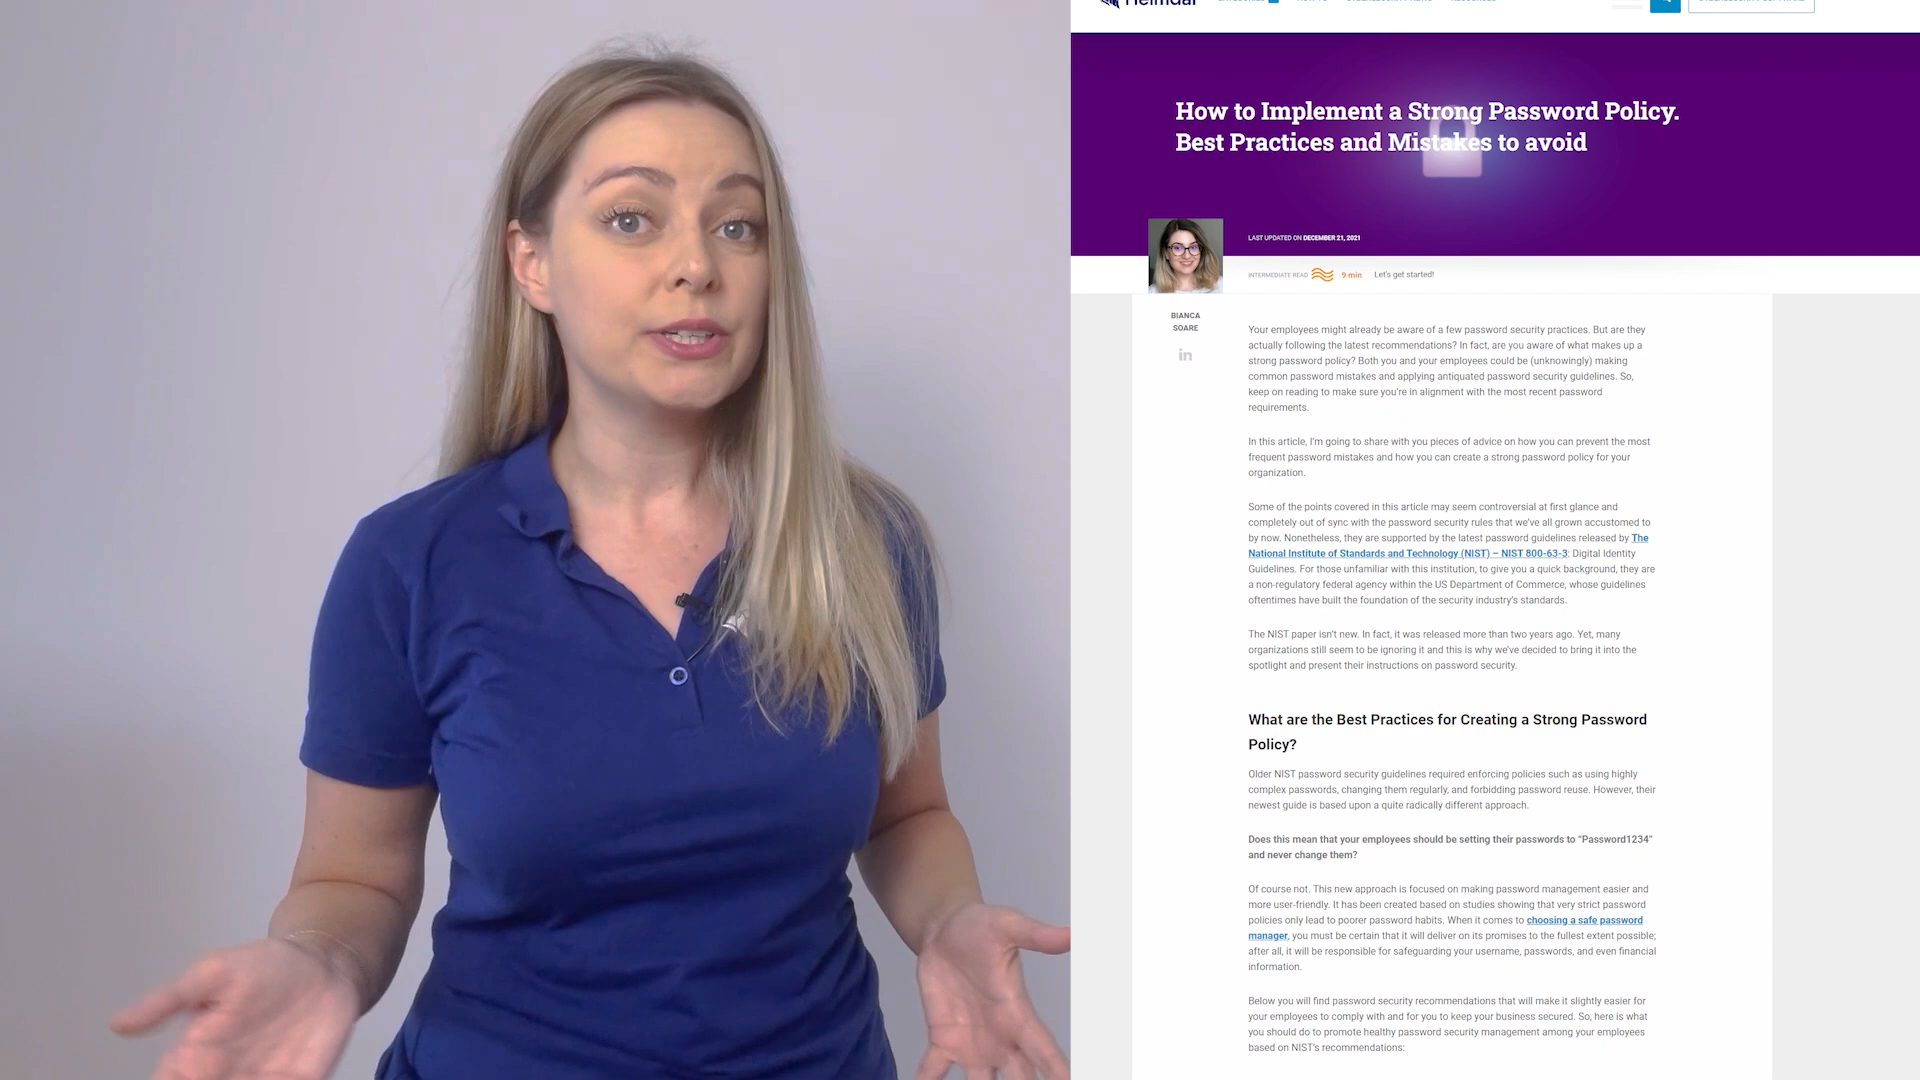 Heimdal
How to Implement a Strong Password Policy.
Best Practices and Mistakes to avoid
LAST UPDATED ON DECEMBER 21, 2021
INTERMEDIATE READ 9 min Let's get started!
BIANCA
SOARE
in
Your employees might already be aware of a few password security practices. But are they
actually following the latest recommendations? In fact, are you aware of what makes up a
strong password policy? Both you and your employees could be (unknowingly) making
common password mistakes and applying antiquated password security guidelines. So,
keep on reading to make sure you're in alignment with the most recent password
requirements.
In this article, I'm going to share with you pieces of advice on how you can prevent the most
frequent password mistakes and how you can create a strong password policy for your
organization.
Some of the points covered in this article may seem controversial at first glance and
completely out of sync with the password security rules that we've all grown accustomed to
by now. Nonetheless, they are supported by the latest password guidelines released by The
National Institute of Standards and Technology (NIST) – NIST 800-63-3: Digital Identity
Guidelines. For those unfamiliar with this institution, to give you a quick background, they are
a non-regulatory federal agency within the US Department of Commerce, whose guidelines
oftentimes have built the foundation of the security industry's standards.
The NIST paper isn't new. In fact, it was released more than two years ago. Yet, many
organizations still seem to be ignoring it and this is why we've decided to bring it into the
spotlight and present their instructions on password security.
What are the Best Practices for Creating a Strong Password
Policy?
Older NIST password security guidelines required enforcing policies such as using highly
complex passwords, changing them regularly, and forbidding password reuse. However, their
newest guide is based upon a quite radically different approach.
Does this mean that your employees should be setting their passwords to "Password1234"
and never change them?
Of course not. This new approach is focused on making password management easier and
more user-friendly. It has been created based on studies showing that very strict password
policies only lead to poorer password habits. When it comes to choosing a safe password
manager, you must be certain that it will deliver on its promises to the fullest extent possible;
after all, it will be responsible for safeguarding your username, passwords, and even financial
information.
Below you will find password security recommendations that will make it slightly easier for
your employees to comply with and for you to keep your business secured. So, here is what
you should do to promote healthy password security management among your employees
based on NIST's recommendations: